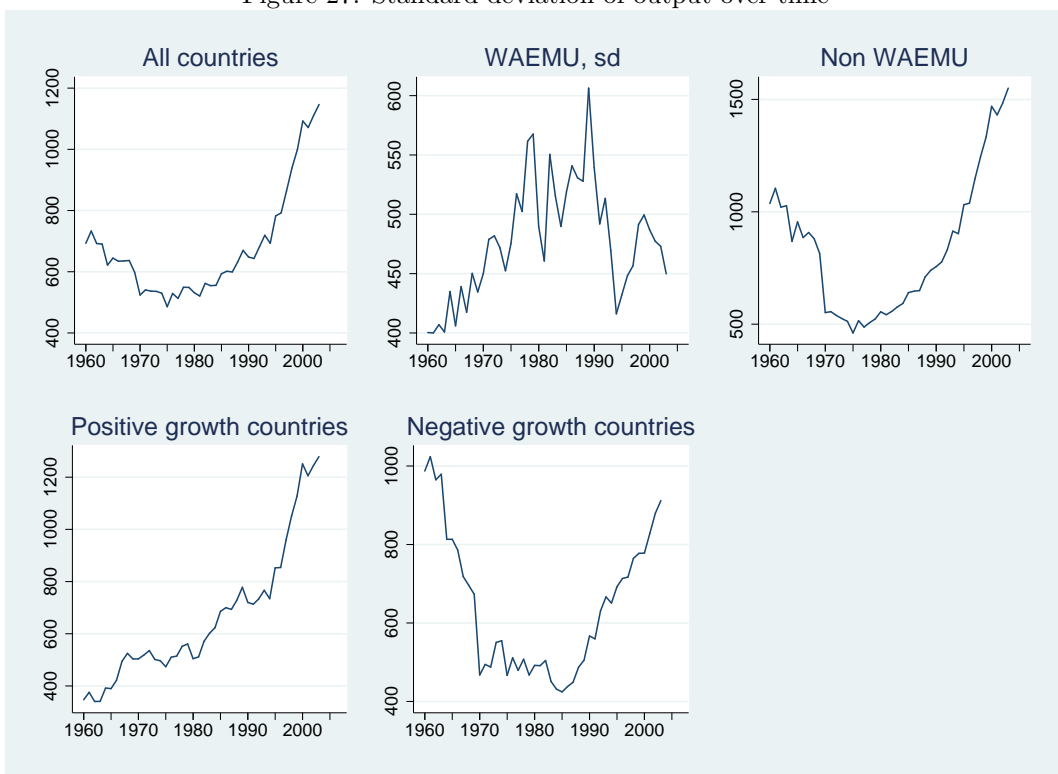 Figure 27: Standard deviation of output over time
All countries
WAEMU, sd
Non WAEMU
1200
1000
800
600
400
1960 1970 1980 1990 2000
600
550
500
450
400
1960 1970 1980 1990 2000
1500
1000
500
1960 1970 1980 1990 2000
Positive growth countries
Negative growth countries
1200
1000
800
600
400
1960 1970 1980 1990 2000
1000
800
600
400
1960 1970 1980 1990 2000